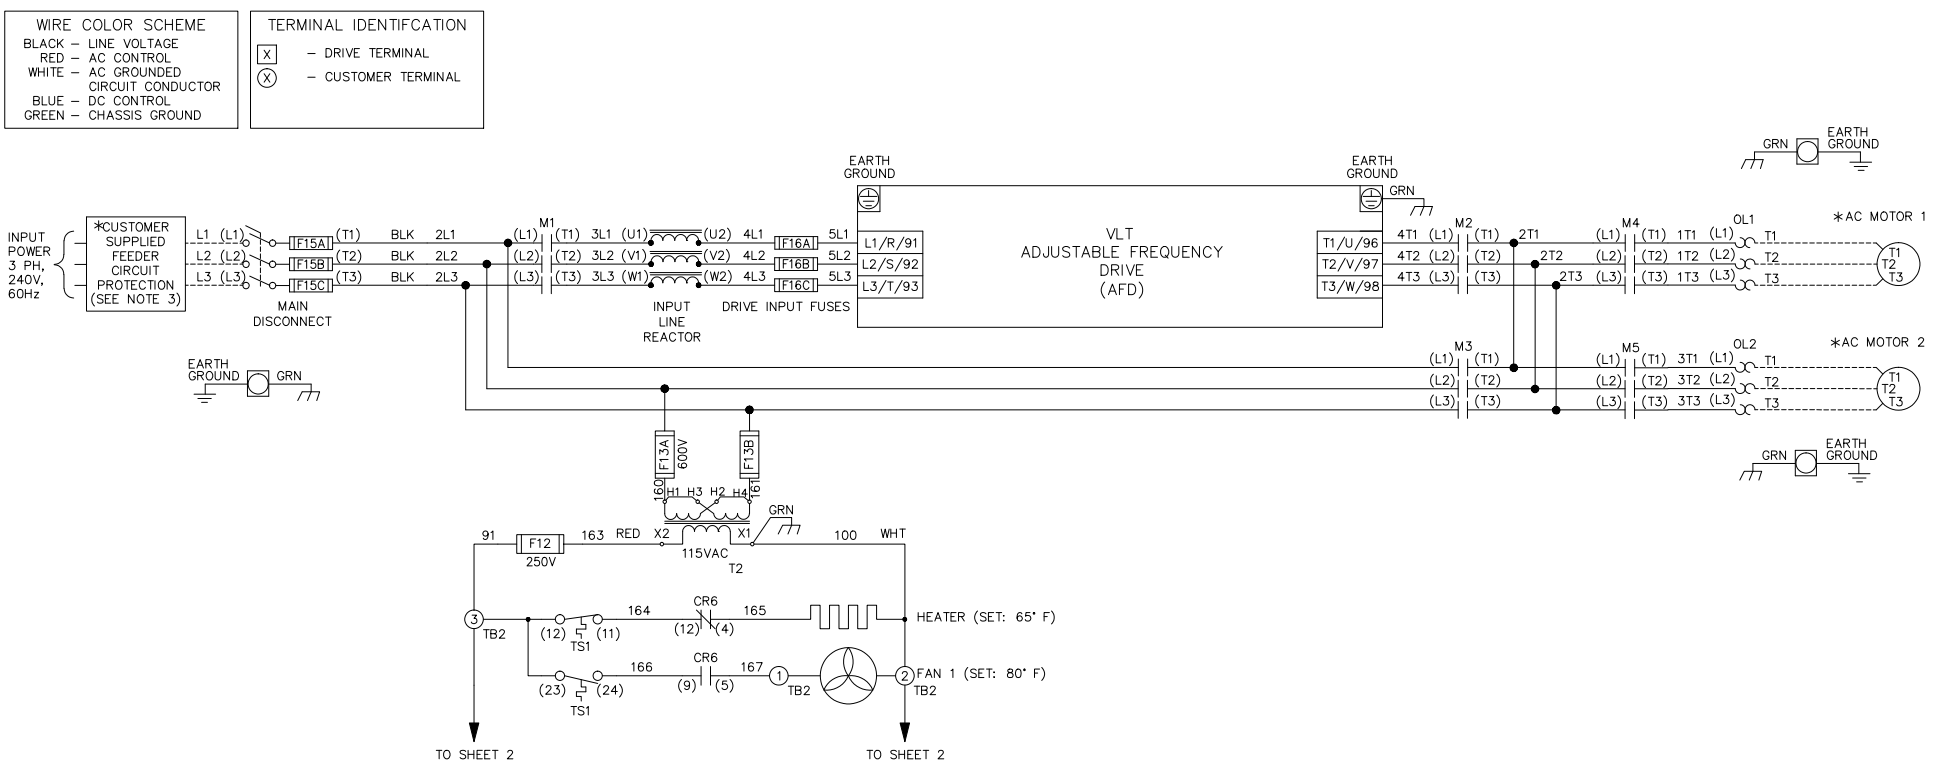 WIRE COLOR SCHEME
BLACK – LINE VOLTAGE
RED – AC CONTROL
WHITE – AC GROUNDED
CIRCUIT CONDUCTOR
BLUE – DC CONTROL
GREEN – CHASSIS GROUND
TERMINAL IDENTIFCATION
X – DRIVE TERMINAL
X – CUSTOMER TERMINAL
INPUT
POWER
3 PH,
240V,
60Hz
*CUSTOMER
SUPPLIED
FEEDER
CIRCUIT
PROTECTION
(SEE NOTE 3)
L1 (L1) F15A (T1) BLK 2L1 (L1) M1 (T1) 3L1 (U1) (U2) 4L1 F16A 5L1 L1/R/91
L2 (L2) F15B (T2) BLK 2L2 (L2) (T2) 3L2 (V1) (V2) 4L2 F16B 5L2 L2/S/92
L3 (L3) F15C (T3) BLK 2L3 (L3) (T3) 3L3 (W1) (W2) 4L3 F16C 5L3 L3/T/93
MAIN
DISCONNECT
INPUT
LINE
REACTOR
DRIVE INPUT FUSES
EARTH
GROUND
VLT
ADJUSTABLE FREQUENCY
DRIVE
(AFD)
EARTH
GROUND
GRN
T1/U/96 4T1 (L1) M2 (T1) 2T1 (L1) M4 (T1) 1T1 (L1) OL1 T1
T2/V/97 4T2 (L2) (T2) 2T2 (L2) (T2) 1T2 (L2) T2
T3/W/98 4T3 (L3) (T3) 2T3 (L3) (T3) 1T3 (L3) T3
*AC MOTOR 1
T1
T2
T3
GRN
EARTH
GROUND
(L1) M3 (T1) (L1) M5 (T1) 3T1 (L1) OL2 T1
(L2) (T2) (L2) (T2) 3T2 (L2) T2
(L3) (T3) (L3) (T3) 3T3 (L3) T3
*AC MOTOR 2
T1
T2
T3
GRN
EARTH
GROUND
EARTH
GROUND
GRN
F13A
600V
F13B
160
161
H1 H3 H2 H4
GRN
91 F12 163 RED X2 X1 100 WHT
250V
115VAC
T2
3
TB2
(12) (11)
TS1
164
CR6
(12) (4)
165
HEATER (SET: 65° F)
(23) (24)
TS1
166
CR6
(9) (5)
167
1
TB2
2
TB2
FAN 1 (SET: 80° F)
TO SHEET 2
TO SHEET 2